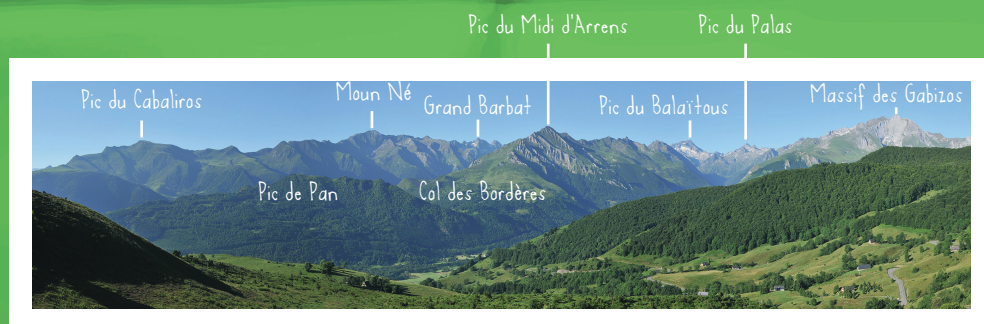 Pic du Midi d'Arrens
Pic du Palas
Pic du Cabaliros
Moun Né
Grand Barbat
Pic du Balaïtous
Massif des Gabizos
Pic de Pan
Col des Bordères